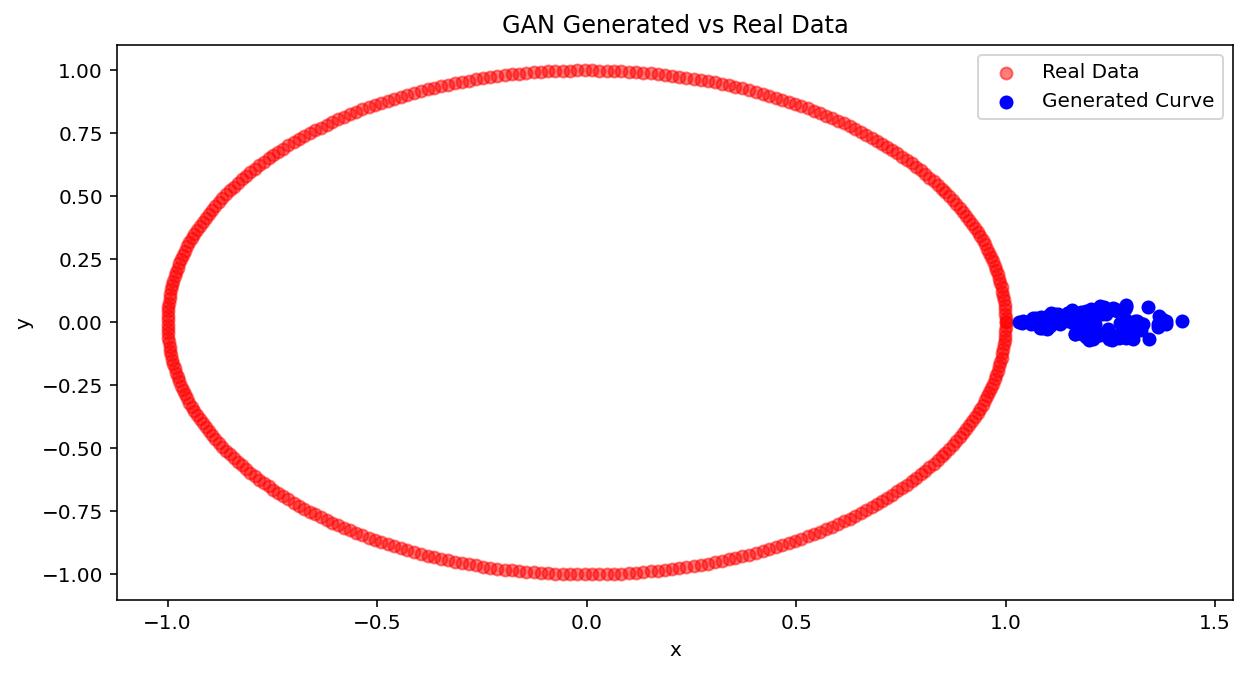 GAN Generated vs Real Data
Real Data
Generated Curve
1.00
0.75
0.50
0.25
0.00
−0.25
−0.50
−0.75
−1.00
y
−1.0 −0.5 0.0 0.5 1.0 1.5
x